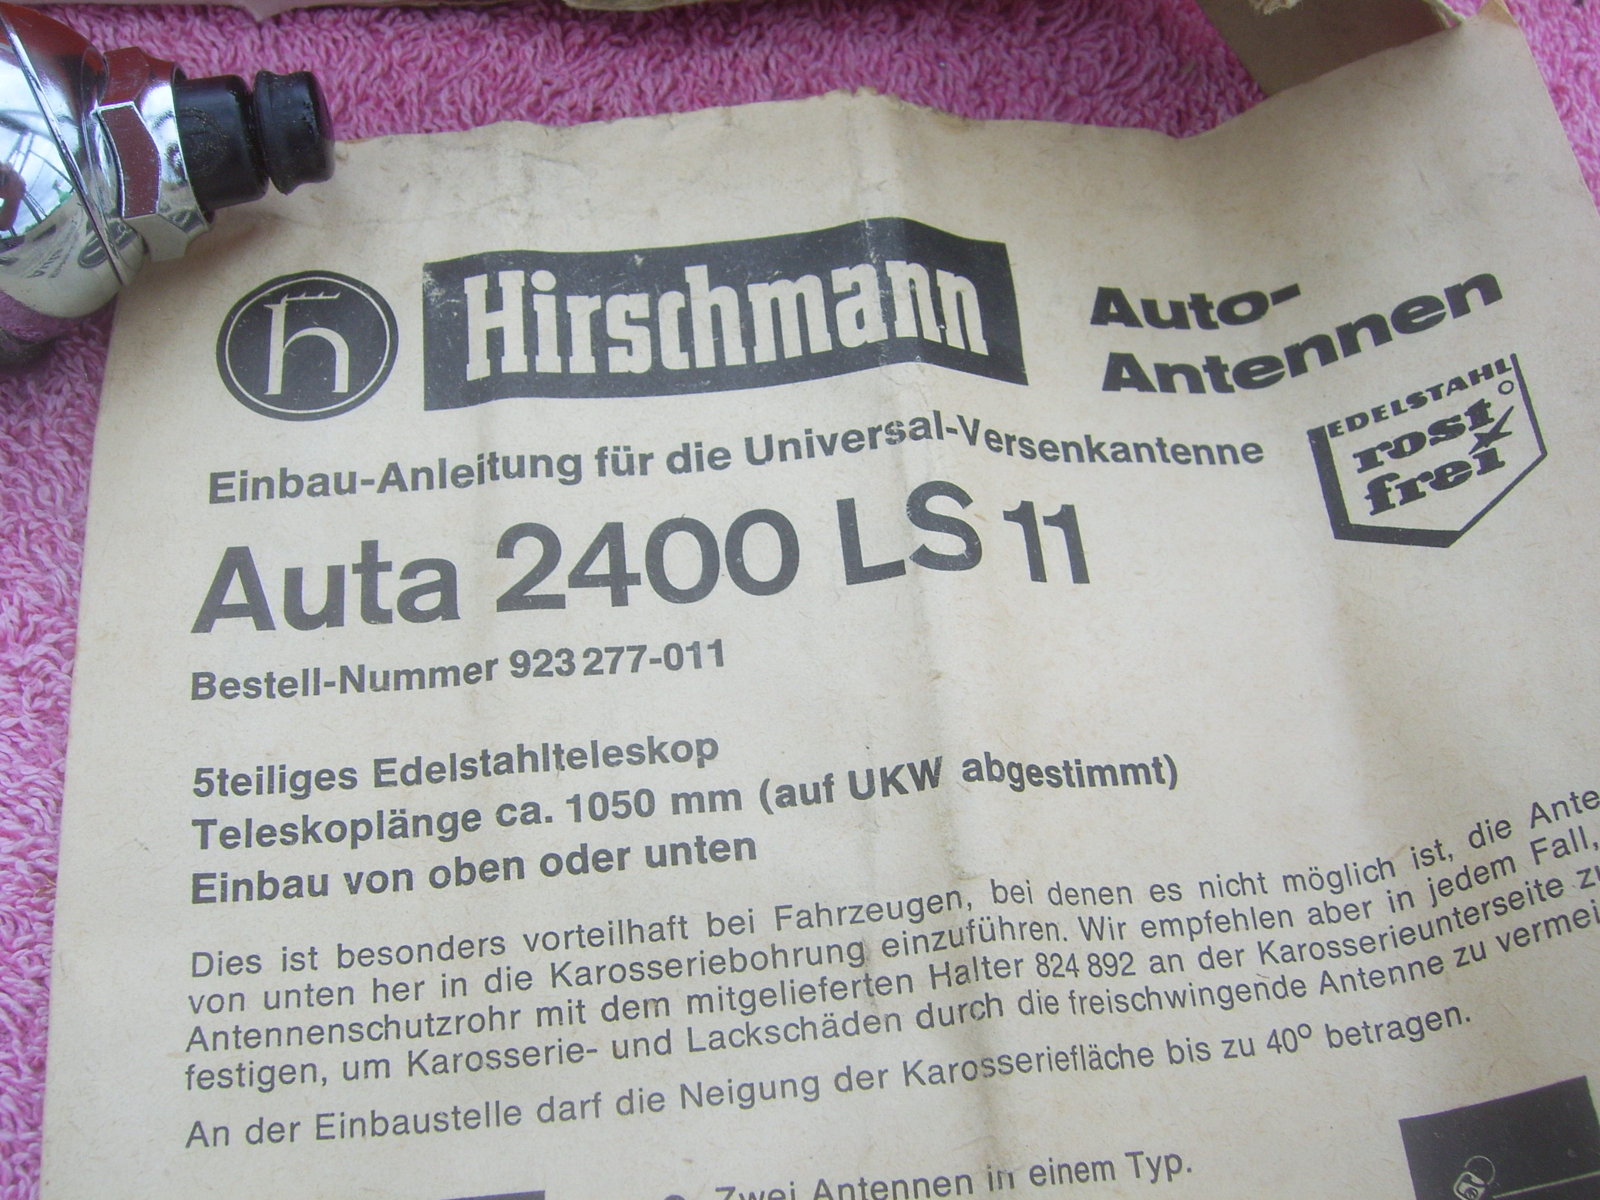 h
Hirschmann
Auto-
Antennen
EDELSTAHL
rost
frei
Einbau-Anleitung für die Universal-Versenkantenne
Auta 2400 LS 11
Bestell-Nummer 923 277-011
5teiliges Edelstahlteleskop
Teleskoplänge ca. 1050 mm (auf UKW abgestimmt)
Einbau von oben oder unten
Dies ist besonders vorteilhaft bei Fahrzeugen, bei denen es nicht möglich ist, die Ante
von unten her in die Karosseriebohrung einzuführen. Wir empfehlen aber in jedem Fall,
Antennenschutzrohr mit dem mitgelieferten Halter 824 892 an der Karosserieunterseite zu
festigen, um Karosserie- und Lackschäden durch die freischwingende Antenne zu vermei
An der Einbaustelle darf die Neigung der Karosseriefläche bis zu 40° betragen.
Zwei Antennen in einem Typ.